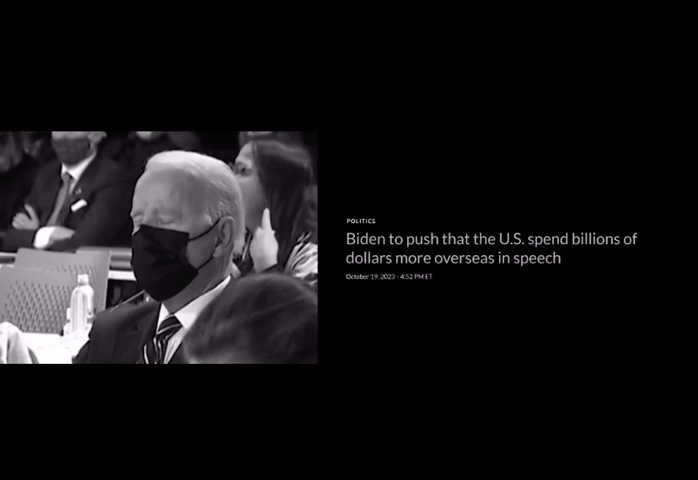 POLITICS
Biden to push that the U.S. spend billions of
dollars more overseas in speech
October 19, 2023 · 4:52 PM ET